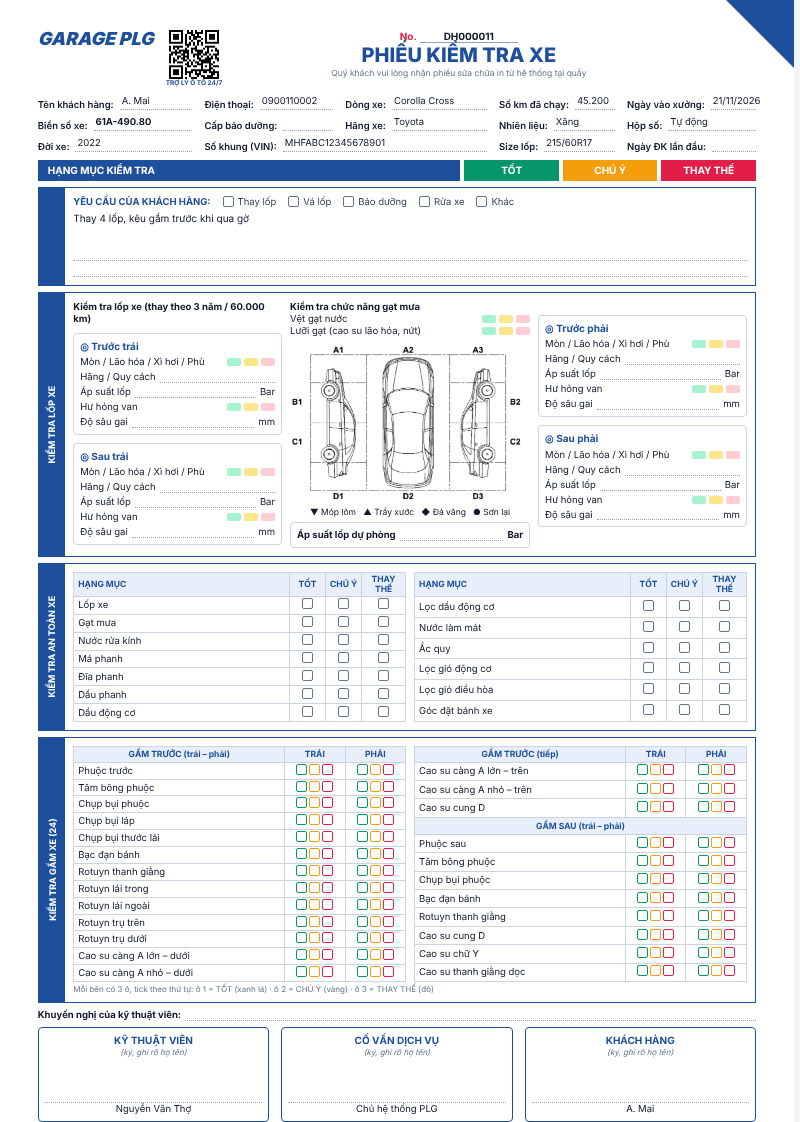 GARAGE PLG
TRỢ LÝ Ô TÔ 24/7
No. DH000011
PHIẾU KIỂM TRA XE
Quý khách vui lòng nhận phiếu sửa chữa in từ hệ thống tại quầy
Tên khách hàng: A. Mai Điện thoại: 0900110002 Dòng xe: Corolla Cross Số km đã chạy: 45.200 Ngày vào xưởng: 21/11/2026
Biển số xe: 61A-490.80 Cấp bảo dưỡng: Hãng xe: Toyota Nhiên liệu: Xăng Hộp số: Tự động
Đời xe: 2022 Số khung (VIN): MHFABC12345678901 Size lốp: 215/60R17 Ngày ĐK lần đầu:
HẠNG MỤC KIỂM TRA TỐT CHÚ Ý THAY THẾ
YÊU CẦU CỦA KHÁCH HÀNG: Thay lốp Vá lốp Bảo dưỡng Rửa xe Khác
Thay 4 lốp, kêu gầm trước khi qua gờ
KIỂM TRA LỐP XE
Kiểm tra lốp xe (thay theo 3 năm / 60.000 km)
◎ Trước trái
Mòn / Lão hóa / Xì hơi / Phù
Hãng / Quy cách
Áp suất lốp Bar
Hư hỏng van
Độ sâu gai mm
◎ Sau trái
Mòn / Lão hóa / Xì hơi / Phù
Hãng / Quy cách
Áp suất lốp Bar
Hư hỏng van
Độ sâu gai mm
Kiểm tra chức năng gạt mưa
Vệt gạt nước
Lưỡi gạt (cao su lão hóa, nứt)
A1 A2 A3
B1 B2
C1 C2
D1 D2 D3
▼ Móp lõm ▲ Trầy xước ◆ Đá văng ● Sơn lại
Áp suất lốp dự phòng Bar
◎ Trước phải
Mòn / Lão hóa / Xì hơi / Phù
Hãng / Quy cách
Áp suất lốp Bar
Hư hỏng van
Độ sâu gai mm
◎ Sau phải
Mòn / Lão hóa / Xì hơi / Phù
Hãng / Quy cách
Áp suất lốp Bar
Hư hỏng van
Độ sâu gai mm
KIỂM TRA AN TOÀN XE
HẠNG MỤC TỐT CHÚ Ý THAY THẾ
Lốp xe
Gạt mưa
Nước rửa kính
Má phanh
Đĩa phanh
Dầu phanh
Dầu động cơ
HẠNG MỤC TỐT CHÚ Ý THAY THẾ
Lọc dầu động cơ
Nước làm mát
Ắc quy
Lọc gió động cơ
Lọc gió điều hòa
Góc đặt bánh xe
KIỂM TRA GẦM XE (24)
GẦM TRƯỚC (trái – phải) TRÁI PHẢI
Phuộc trước
Tăm bông phuộc
Chụp bụi phuộc
Chụp bụi láp
Chụp bụi thước lái
Bạc đạn bánh
Rotuyn thanh giằng
Rotuyn lái trong
Rotuyn lái ngoài
Rotuyn trụ trên
Rotuyn trụ dưới
Cao su càng A lớn – dưới
Cao su càng A nhỏ – dưới
GẦM TRƯỚC (tiếp) TRÁI PHẢI
Cao su càng A lớn – trên
Cao su càng A nhỏ – trên
Cao su cung D
GẦM SAU (trái – phải)
Phuộc sau
Tăm bông phuộc
Chụp bụi phuộc
Bạc đạn bánh
Rotuyn thanh giằng
Cao su cung D
Cao su chữ Y
Cao su thanh giằng dọc
Mỗi bên có 3 ô, tick theo thứ tự: ô 1 = TỐT (xanh lá) · ô 2 = CHÚ Ý (vàng) · ô 3 = THAY THẾ (đỏ)
Khuyến nghị của kỹ thuật viên:
KỸ THUẬT VIÊN
(ký, ghi rõ họ tên)
Nguyễn Văn Thợ
CỐ VẤN DỊCH VỤ
(ký, ghi rõ họ tên)
Chủ hệ thống PLG
KHÁCH HÀNG
(ký, ghi rõ họ tên)
A. Mai